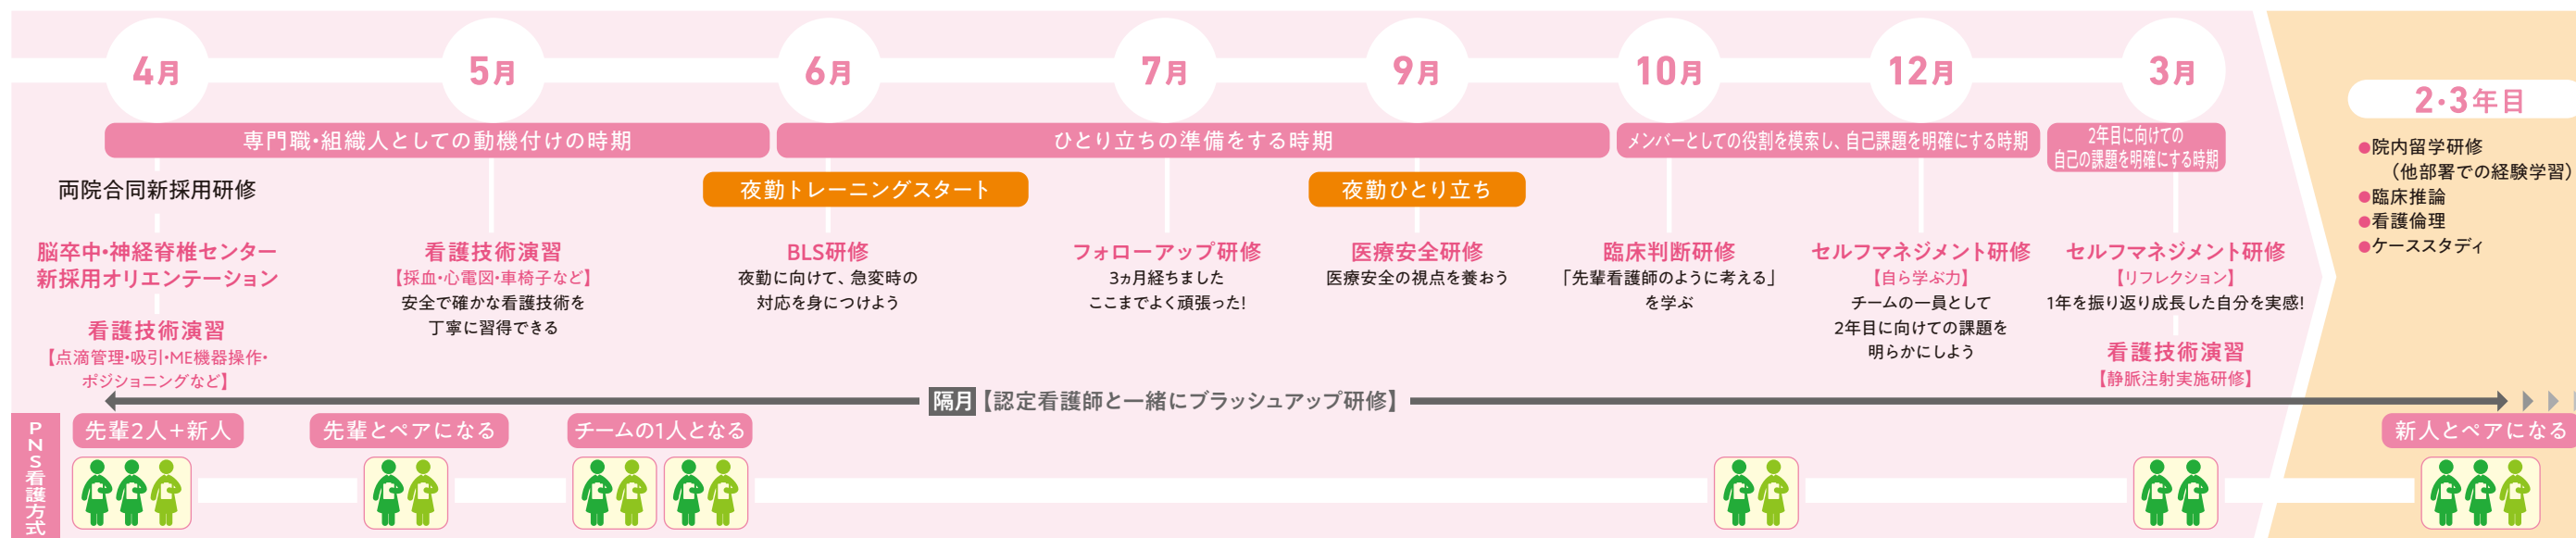 4月
5月
6月
7月
9月
10月
12月
3月
2・3年目
専門職・組織人としての動機付けの時期
ひとり立ちの準備をする時期
メンバーとしての役割を模索し、自己課題を明確にする時期
2年目に向けての
自己の課題を明確にする時期
両院合同新採用研修
夜勤トレーニングスタート
夜勤ひとり立ち
脳卒中・神経脊椎センター
新採用オリエンテーション
看護技術演習
【点滴管理・吸引・ME機器操作・
ポジショニングなど】
看護技術演習
【採血・心電図・車椅子など】
安全で確かな看護技術を
丁寧に習得できる
BLS研修
夜勤に向けて、急変時の
対応を身につけよう
フォローアップ研修
3ヵ月経ちました
ここまでよく頑張った!
医療安全研修
医療安全の視点を養おう
臨床判断研修
「先輩看護師のように考える」
を学ぶ
セルフマネジメント研修
【自ら学ぶ力】
チームの一員として
2年目に向けての課題を
明らかにしよう
セルフマネジメント研修
【リフレクション】
1年を振り返り成長した自分を実感!
看護技術演習
【静脈注射実施研修】
●院内留学研修
（他部署での経験学習）
●臨床推論
●看護倫理
●ケーススタディ
隔月【認定看護師と一緒にブラッシュアップ研修】
PNS看護方式
先輩2人＋新人
先輩とペアになる
チームの1人となる
新人とペアになる